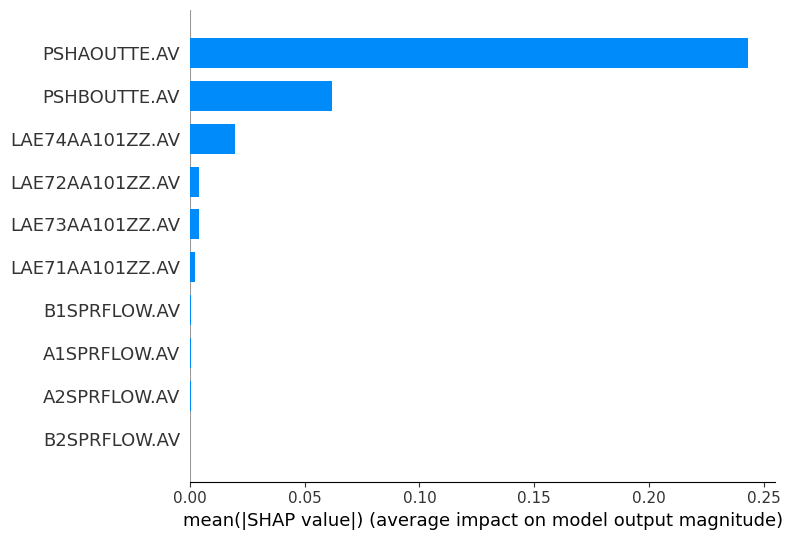 PSHAOUTTE.AV
PSHBOUTTE.AV
LAE74AA101ZZ.AV
LAE72AA101ZZ.AV
LAE73AA101ZZ.AV
LAE71AA101ZZ.AV
B1SPRFLOW.AV
A1SPRFLOW.AV
A2SPRFLOW.AV
B2SPRFLOW.AV
0.00 0.05 0.10 0.15 0.20 0.25
mean(|SHAP value|) (average impact on model output magnitude)